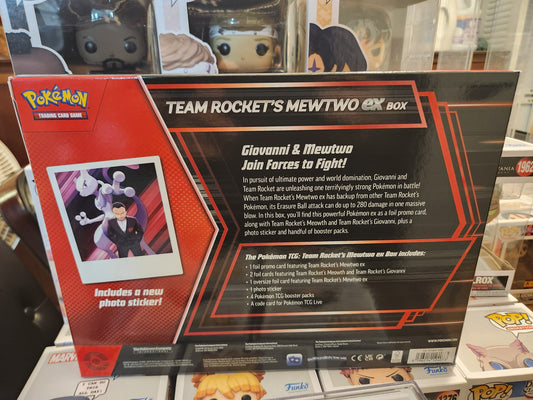 Pokémon
TRADING CARD GAME
TEAM ROCKET'S MEWTWO ex BOX
Giovanni & Mewtwo
Join Forces to Fight!
In pursuit of ultimate power and world domination, Giovanni and
Team Rocket are unleashing one terrifyingly strong Pokémon in battle!
When Team Rocket's Mewtwo ex has backup from other Team Rocket's
Pokémon, its Erasure Ball attack can do up to 280 damage in one massive
blow. In this box, you'll find this powerful Pokémon ex as a foil promo card,
along with Team Rocket's Meowth and Team Rocket's Giovanni, plus a
photo sticker and handful of booster packs.
Includes a new
photo sticker!
The Pokémon TCG: Team Rocket's Mewtwo ex Box includes:
• 1 foil promo card featuring Team Rocket's Mewtwo ex
• 2 foil cards featuring Team Rocket's Meowth and Team Rocket's Giovanni
• 1 oversize foil card featuring Team Rocket's Mewtwo ex
• 1 photo sticker
• 4 Pokémon TCG booster packs
• A code card for Pokémon TCG Live
1962
ROX
MARVEL
I CAN DO
THIS ALL
DAY!
Funko
Funko
POP!
POP!
1276